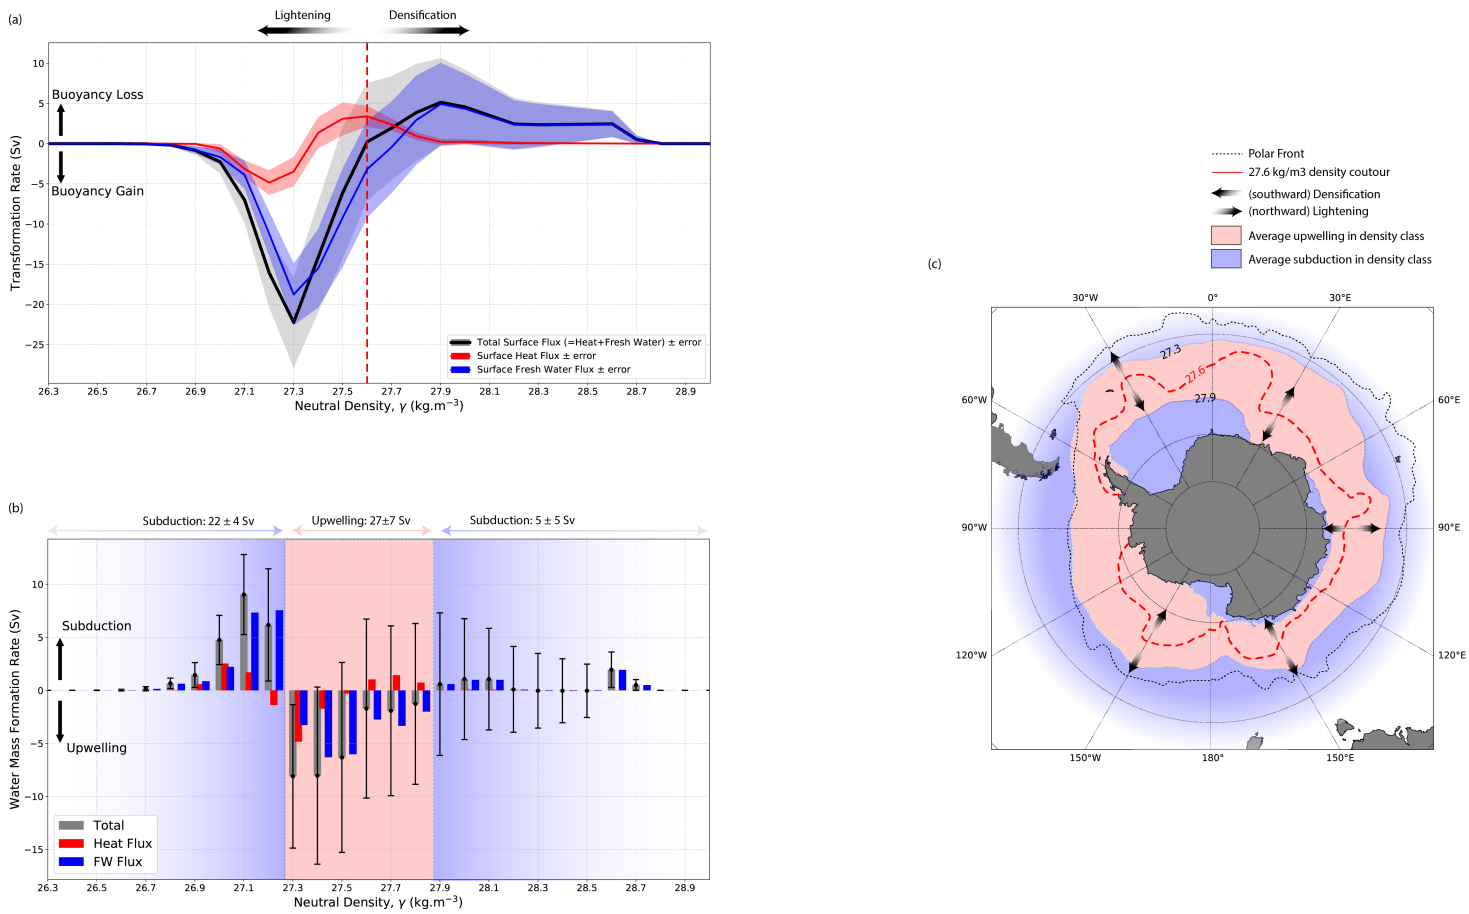 (a)
Lightening
Densification
10
5
0
−5
−10
−15
−20
−25
Transformation Rate (Sv)
Buoyancy Loss
Buoyancy Gain
Total Surface Flux (=Heat+Fresh Water) ± error
Surface Heat Flux ± error
Surface Fresh Water Flux ± error
26.3 26.5 26.7 26.9 27.1 27.3 27.5 27.7 27.9 28.1 28.3 28.5 28.7 28.9
Neutral Density, γ (kg.m⁻³)
(b)
Subduction: 22 ± 4 Sv
Upwelling: 27±7 Sv
Subduction: 5 ± 5 Sv
10
5
0
−5
−10
−15
Water Mass Formation Rate (Sv)
Subduction
Upwelling
Total
Heat Flux
FW Flux
26.3 26.5 26.7 26.9 27.1 27.3 27.5 27.7 27.9 28.1 28.3 28.5 28.7 28.9
Neutral Density, γ (kg.m⁻³)
Polar Front
27.6 kg/m3 density coutour
(southward) Densification
(northward) Lightening
Average upwelling in density class
Average subduction in density class
(c)
30°W 0° 30°E
60°W 60°E
90°W 90°E
120°W 120°E
150°W 180° 150°E
27.3
27.6
27.9